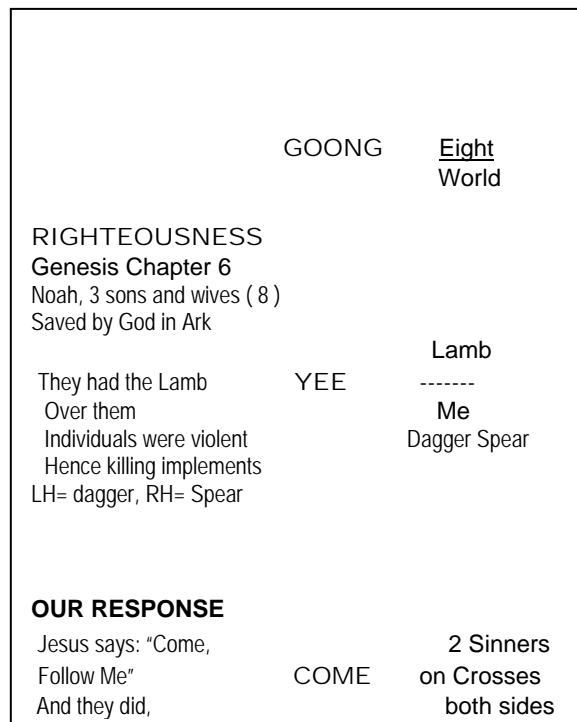 GOONG Eight
World
RIGHTEOUSNESS
Genesis Chapter 6
Noah, 3 sons and wives ( 8 )
Saved by God in Ark
Lamb
They had the Lamb YEE -------
Over them Me
Individuals were violent Dagger Spear
Hence killing implements
LH= dagger, RH= Spear
OUR RESPONSE
Jesus says: "Come, 2 Sinners
Follow Me" COME on Crosses
And they did, both sides